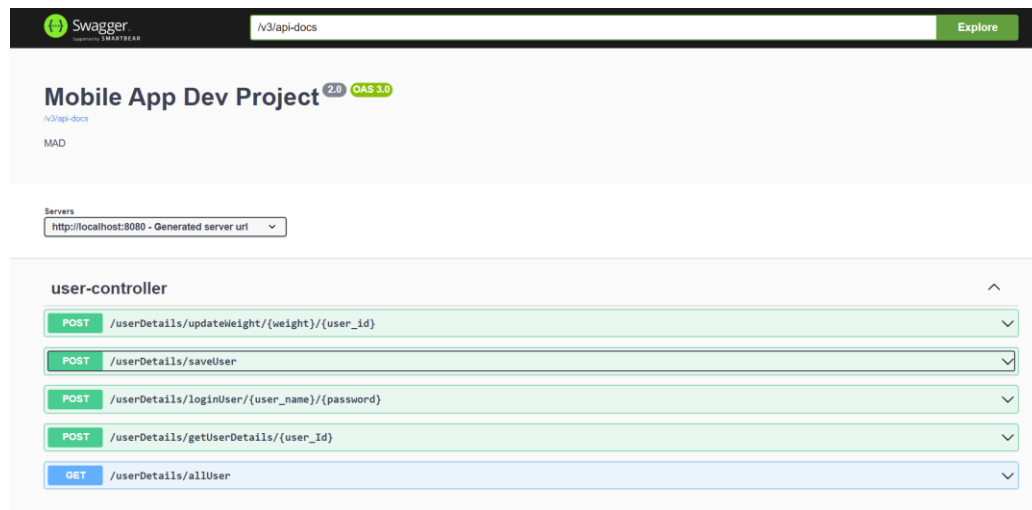 Swagger.
Supported by SMARTBEAR
/v3/api-docs
Explore
Mobile App Dev Project 2.0 OAS 3.0
/v3/api-docs
MAD
Servers
http://localhost:8080 - Generated server url
user-controller
POST /userDetails/updateWeight/{weight}/{user_id}
POST /userDetails/saveUser
POST /userDetails/loginUser/{user_name}/{password}
POST /userDetails/getUserDetails/{user_Id}
GET /userDetails/allUser